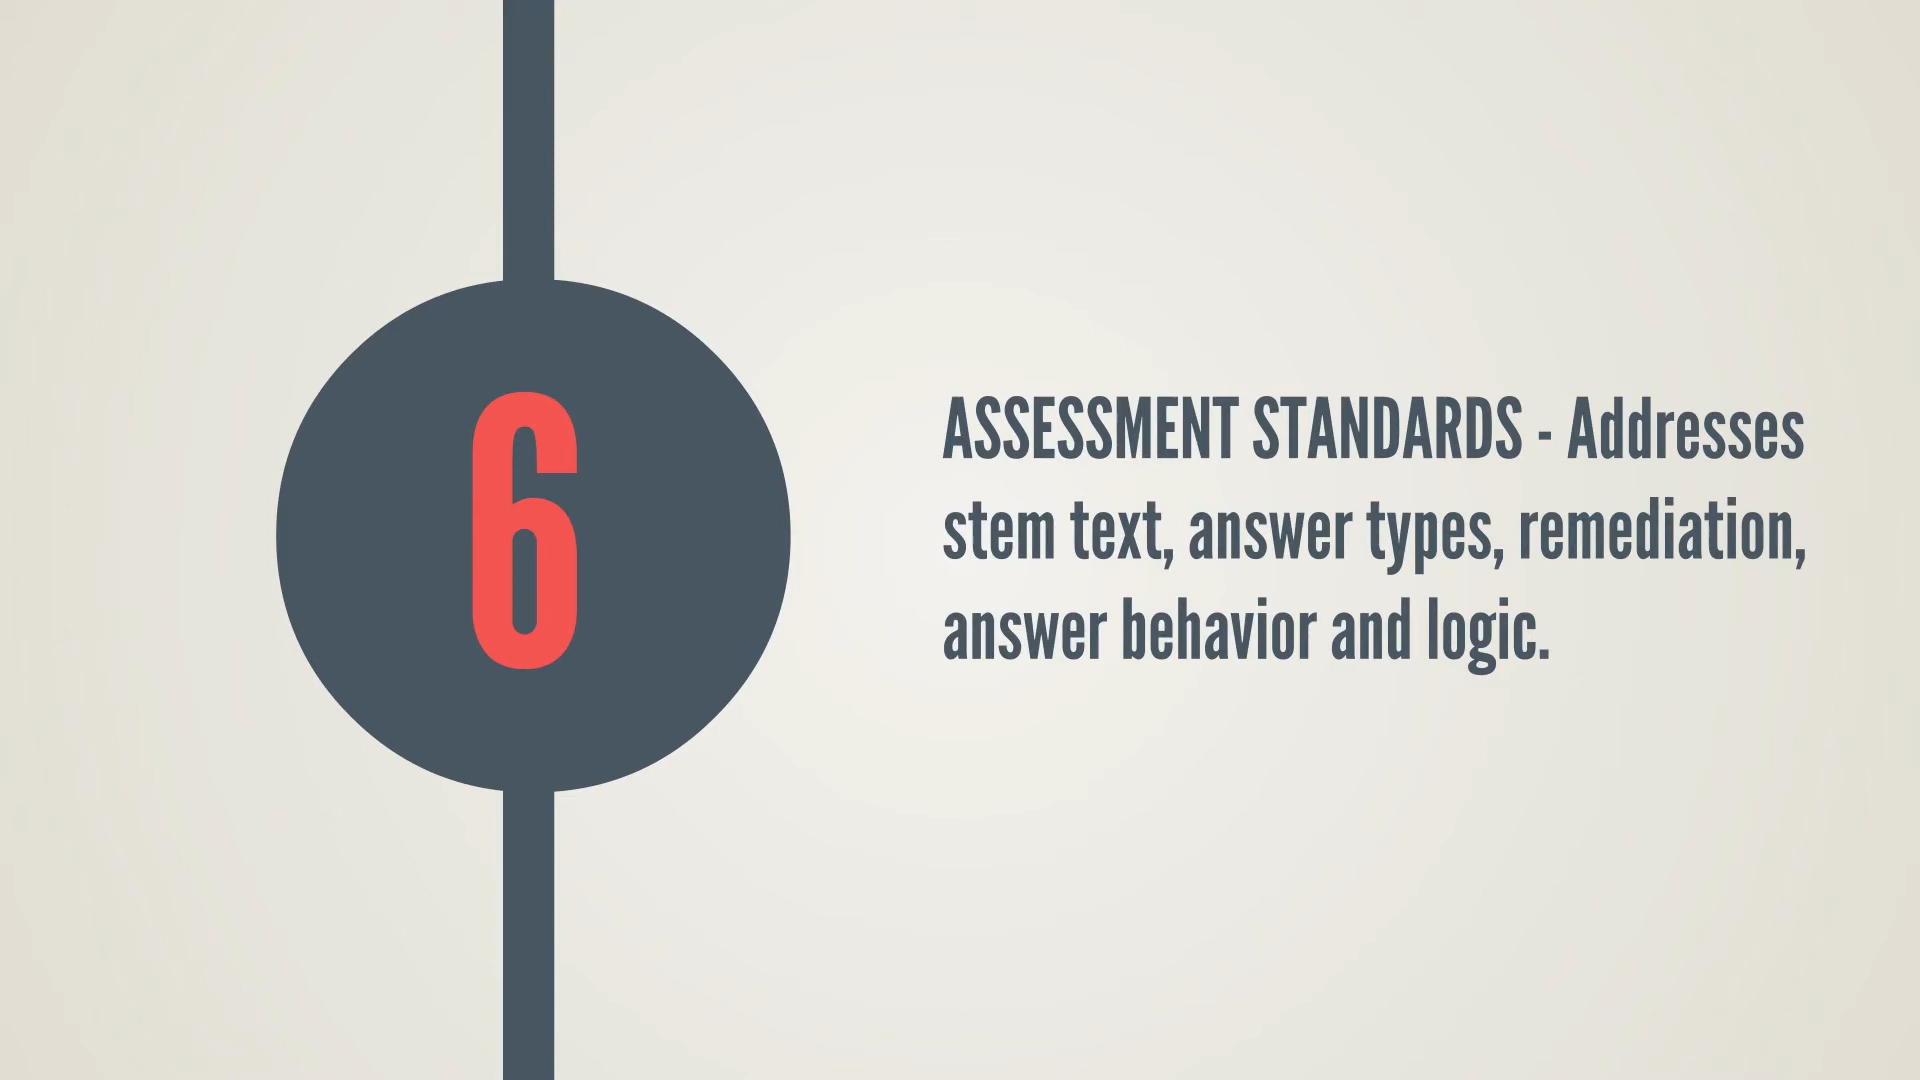 6
ASSESSMENT STANDARDS - Addresses
stem text, answer types, remediation,
answer behavior and logic.